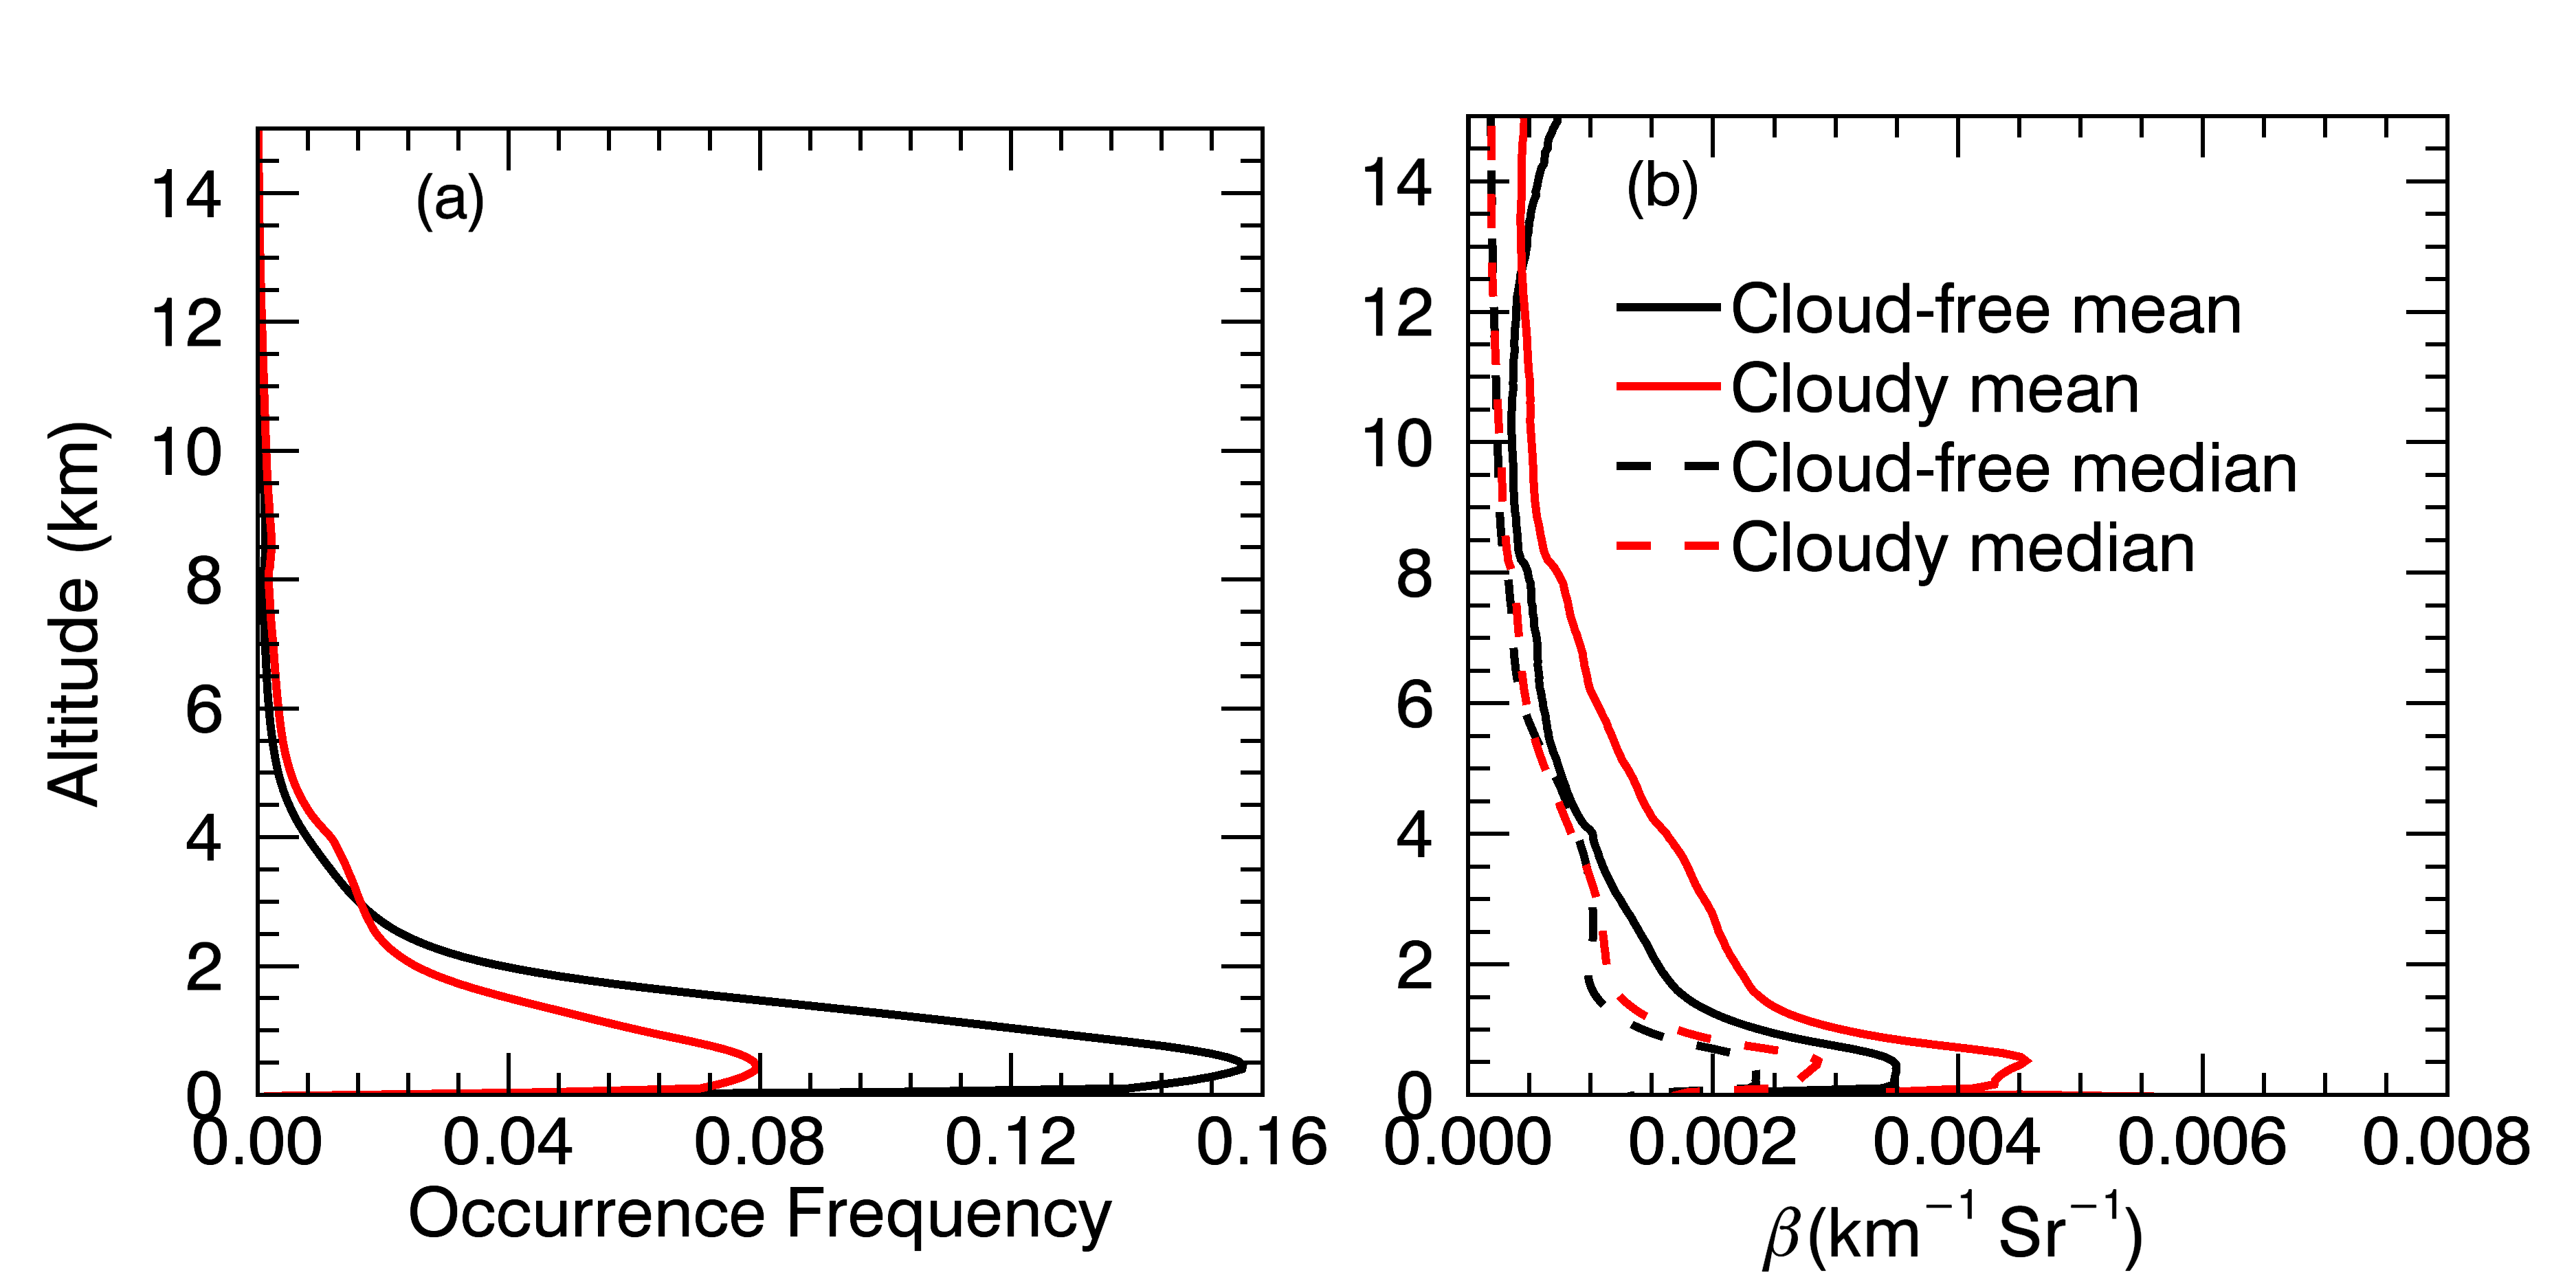 (a)
14
12
10
8
6
4
2
0
Altitude (km)
0.00 0.04 0.08 0.12 0.16
Occurrence Frequency
(b)
14
12
10
8
6
4
2
0
Cloud-free mean
Cloudy mean
Cloud-free median
Cloudy median
0.000 0.002 0.004 0.006 0.008
β(km⁻¹ Sr⁻¹)